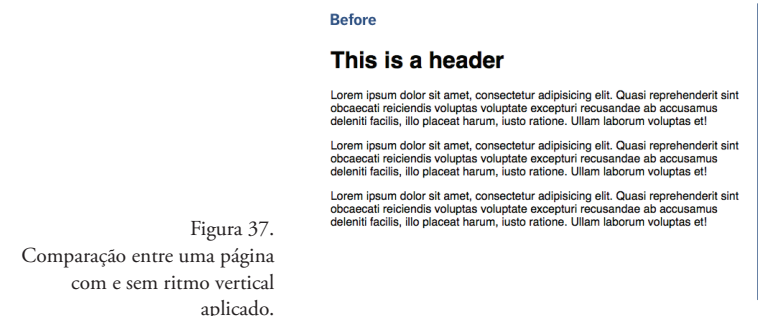 Before
This is a header
Lorem ipsum dolor sit amet, consectetur adipisicing elit. Quasi reprehenderit sint
obcaecati reiciendis voluptas voluptate excepturi recusandae ab accusamus
deleniti facilis, illo placeat harum, iusto ratione. Ullam laborum voluptas et!
Lorem ipsum dolor sit amet, consectetur adipisicing elit. Quasi reprehenderit sint
obcaecati reiciendis voluptas voluptate excepturi recusandae ab accusamus
deleniti facilis, illo placeat harum, iusto ratione. Ullam laborum voluptas et!
Lorem ipsum dolor sit amet, consectetur adipisicing elit. Quasi reprehenderit sint
obcaecati reiciendis voluptas voluptate excepturi recusandae ab accusamus
deleniti facilis, illo placeat harum, iusto ratione. Ullam laborum voluptas et!
Figura 37.
Comparação entre uma página
com e sem ritmo vertical
aplicado.